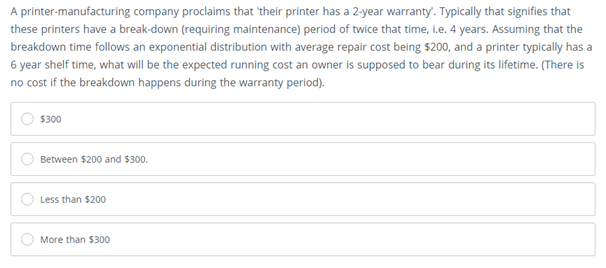 A printer-manufacturing company proclaims that 'their printer has a 2-year warranty'. Typically that signifies that
these printers have a break-down (requiring maintenance) period of twice that time, i.e. 4 years. Assuming that the
breakdown time follows an exponential distribution with average repair cost being $200, and a printer typically has a
6 year shelf time, what will be the expected running cost an owner is supposed to bear during its lifetime. (There is
no cost if the breakdown happens during the warranty period).
$300
Between $200 and $300.
Less than $200
More than $300